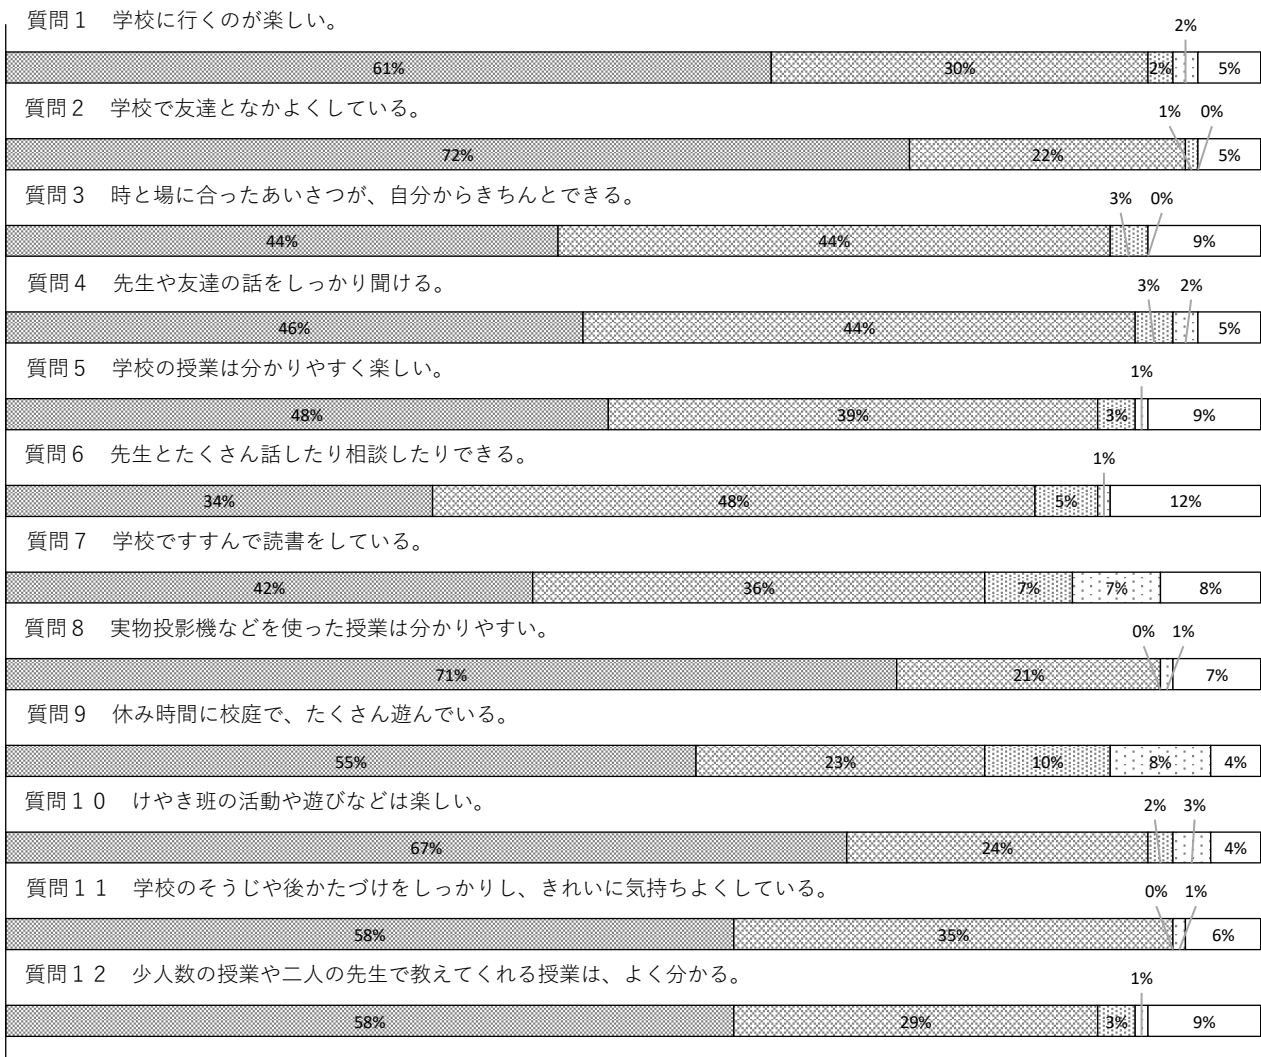 質問１　学校に行くのが楽しい。
2%
61% 30% 2% 5%
質問２　学校で友達となかよくしている。
1% 0%
72% 22% 5%
質問３　時と場に合ったあいさつが、自分からきちんとできる。
3% 0%
44% 44% 9%
質問４　先生や友達の話をしっかり聞ける。
3% 2%
46% 44% 5%
質問５　学校の授業は分かりやすく楽しい。
1%
48% 39% 3% 9%
質問６　先生とたくさん話したり相談したりできる。
1%
34% 48% 5% 12%
質問７　学校ですすんで読書をしている。
42% 36% 7% 7% 8%
質問８　実物投影機などを使った授業は分かりやすい。
0% 1%
71% 21% 7%
質問９　休み時間に校庭で、たくさん遊んでいる。
55% 23% 10% 8% 4%
質問１０　けやき班の活動や遊びなどは楽しい。
2% 3%
67% 24% 4%
質問１１　学校のそうじや後かたづけをしっかりし、きれいに気持ちよくしている。
0% 1%
58% 35% 6%
質問１２　少人数の授業や二人の先生で教えてくれる授業は、よく分かる。
1%
58% 29% 3% 9%